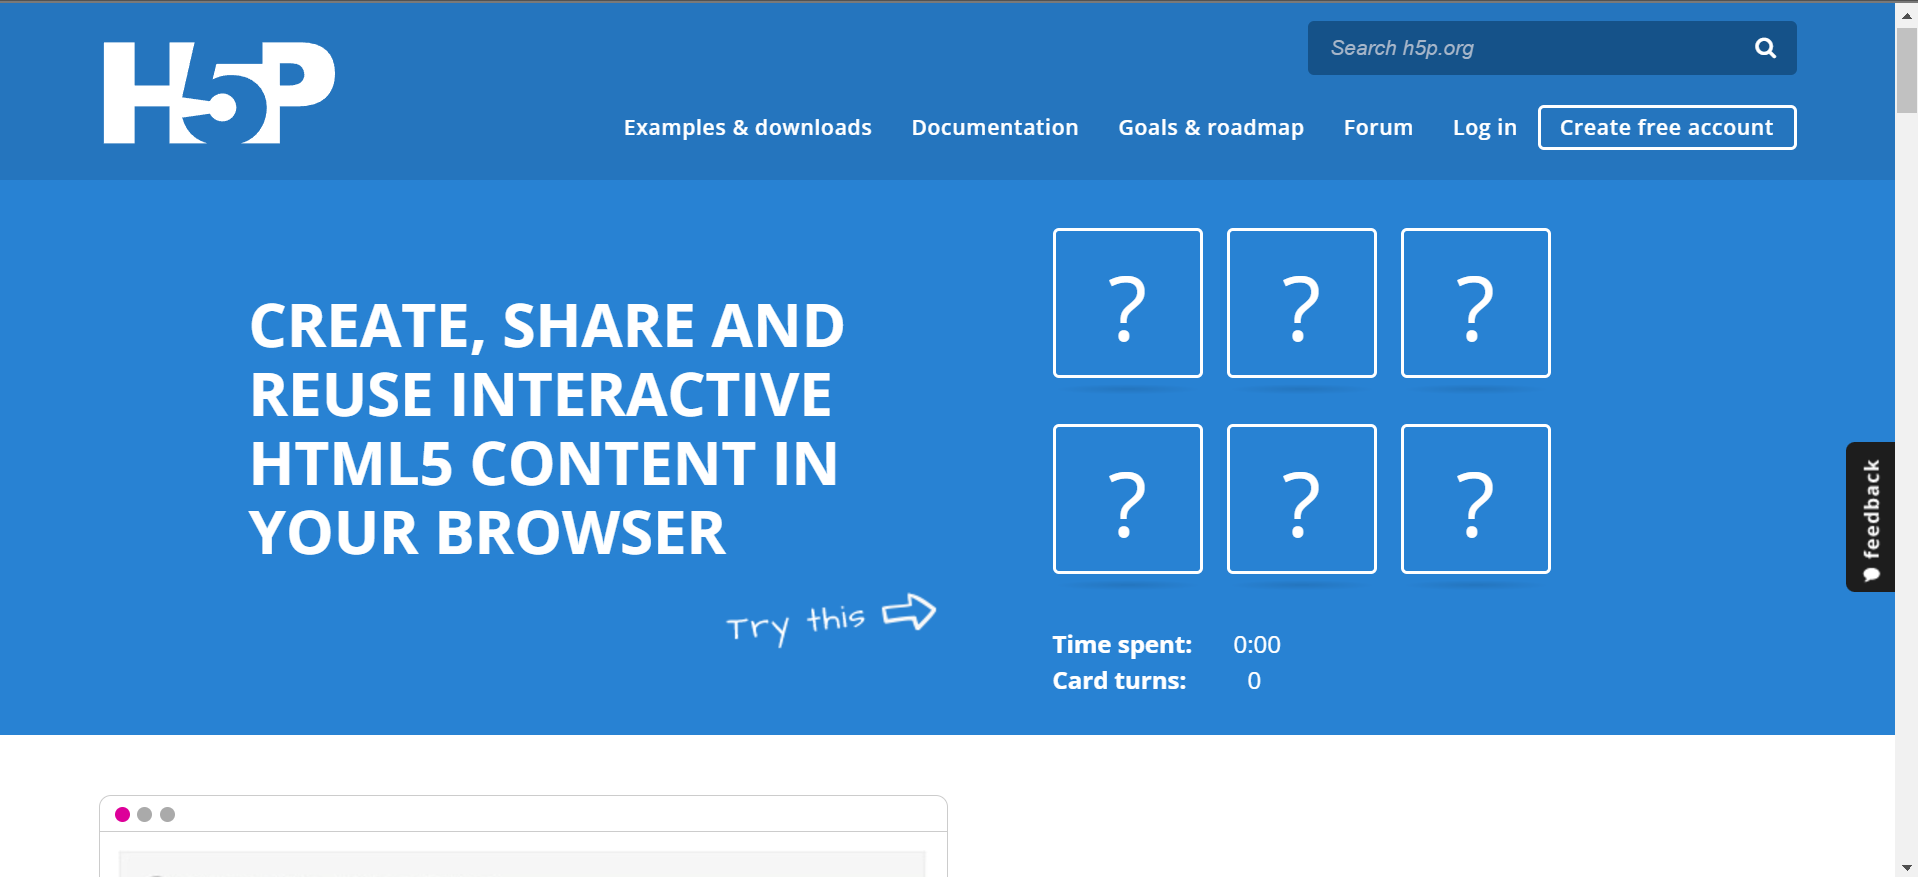 H5P
Search h5p.org
Examples & downloads
Documentation
Goals & roadmap
Forum
Log in
Create free account
CREATE, SHARE AND
REUSE INTERACTIVE
HTML5 CONTENT IN
YOUR BROWSER
Try this
? ? ?
? ? ?
Time spent: 0:00
Card turns: 0
feedback